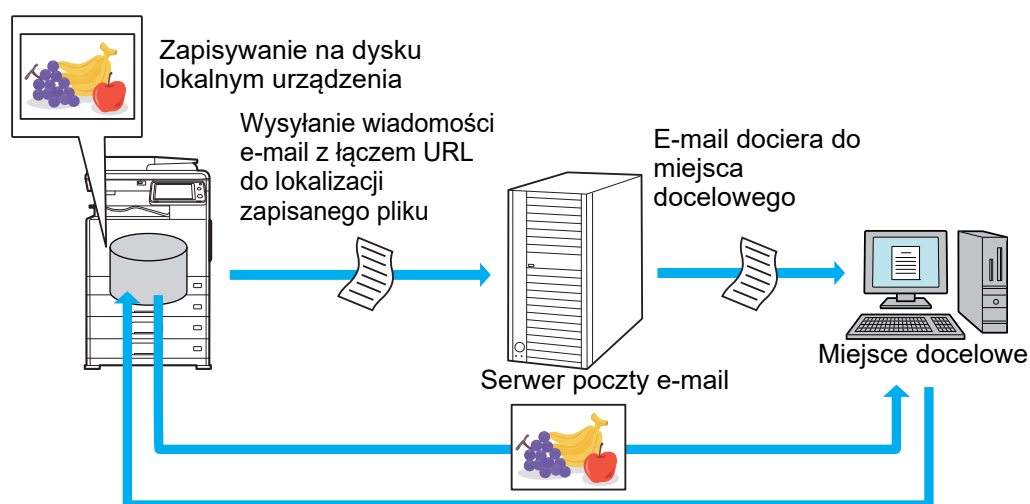 Zapisywanie na dysku
lokalnym urządzenia
Wysyłanie wiadomości
e-mail z łączem URL
do lokalizacji
zapisanego pliku
E-mail dociera do
miejsca
docelowego
Serwer poczty e-mail
Miejsce docelowe